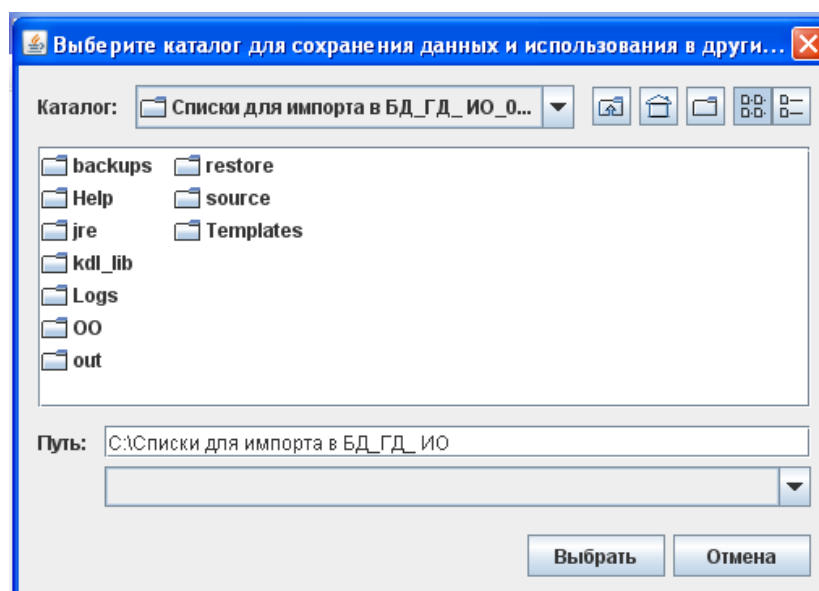 Выберите каталог для сохранения данных и использования в други...
Каталог: Списки для импорта в БД_ГД_ ИО_0...
backups restore
Help source
jre Templates
kdl_lib
Logs
OO
out
Путь: C:\Списки для импорта в БД_ГД_ ИО
Выбрать Отмена